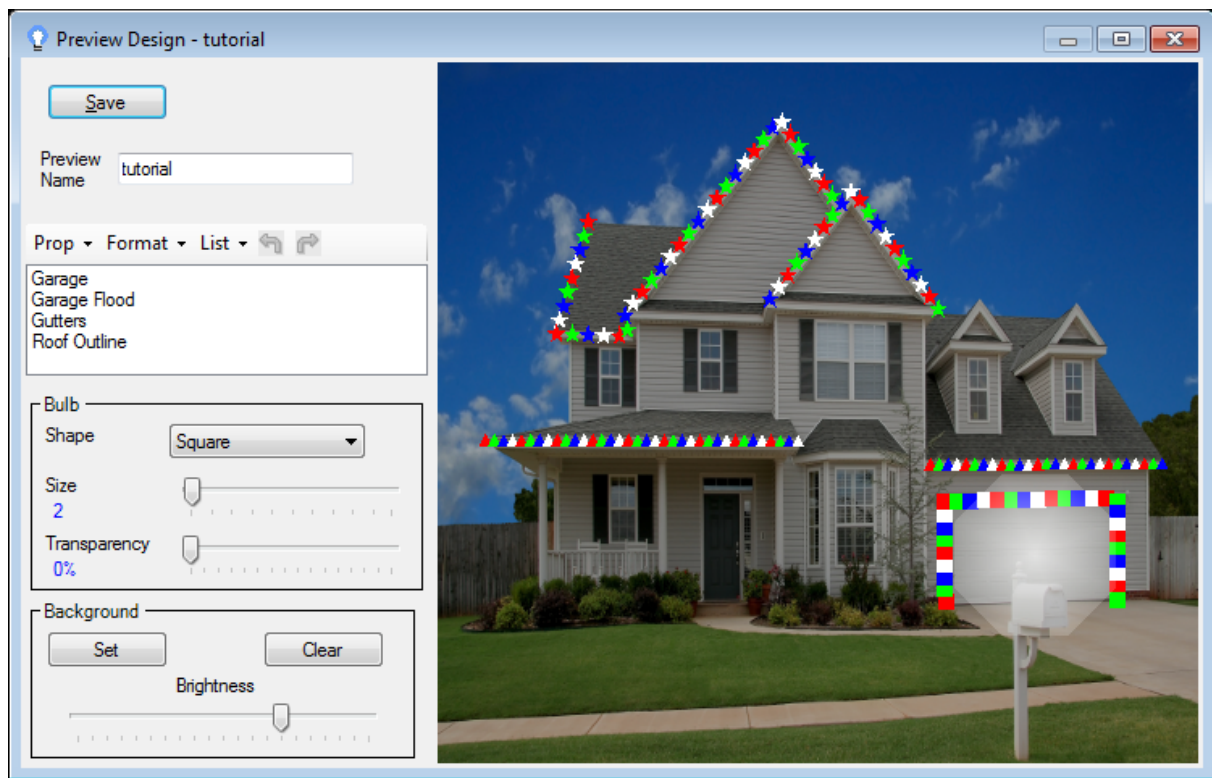 Preview Design - tutorial
Save
Preview
Name
tutorial
Prop Format List
Garage
Garage Flood
Gutters
Roof Outline
Bulb
Shape
Square
Size
2
Transparency
0%
Background
Set Clear
Brightness